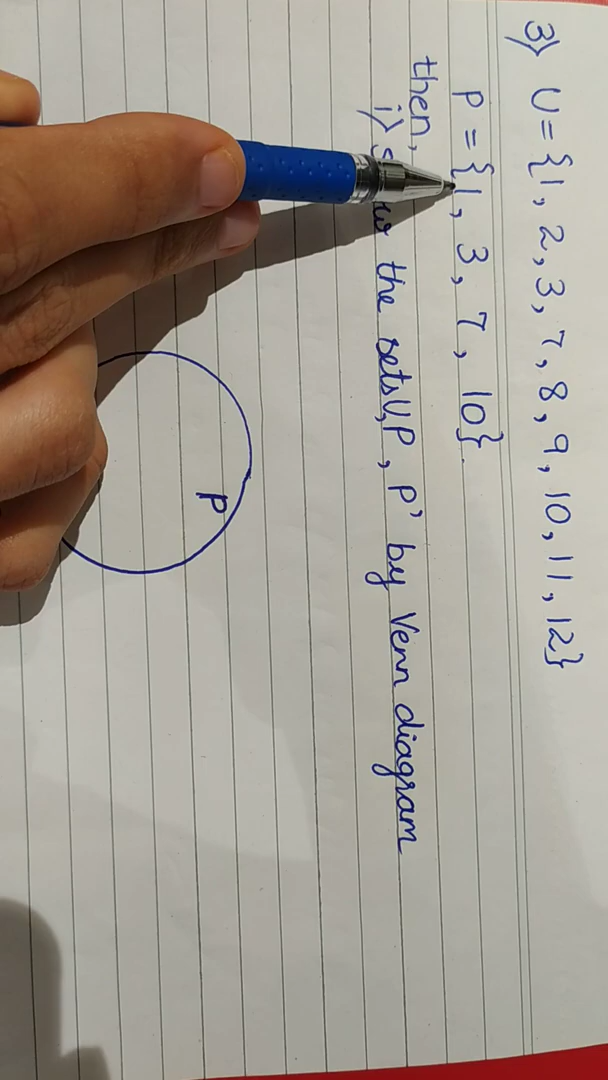 3) U = {1, 2, 3, 7, 8, 9, 10, 11, 12}
P = {1, 3, 7, 10}.
then,
i) the sets U, P, P' by Venn diagram
P